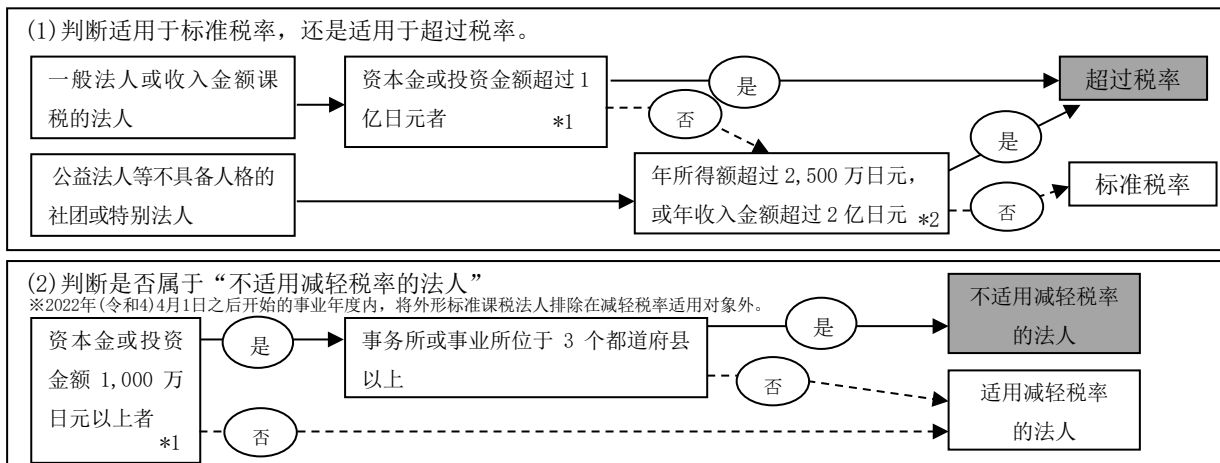 (1)判断适用于标准税率，还是适用于超过税率。
一般法人或收入金额课
税的法人
资本金或投资金额超过1
亿日元者 *1
是
否
超过税率
公益法人等不具备人格的
社团或特别法人
年所得额超过2,500 万日元，
或年收入金额超过2 亿日元 *2
是
否
标准税率
(2)判断是否属于“不适用减轻税率的法人”
※2022年(令和4)4月1日之后开始的事业年度内，将外形标准课税法人排除在减轻税率适用对象外。
资本金或投资
金额 1,000 万
日元以上者
*1
是
否
事务所或事业所位于 3 个都道府县
以上
是
否
不适用减轻税率
的法人
适用减轻税率
的法人